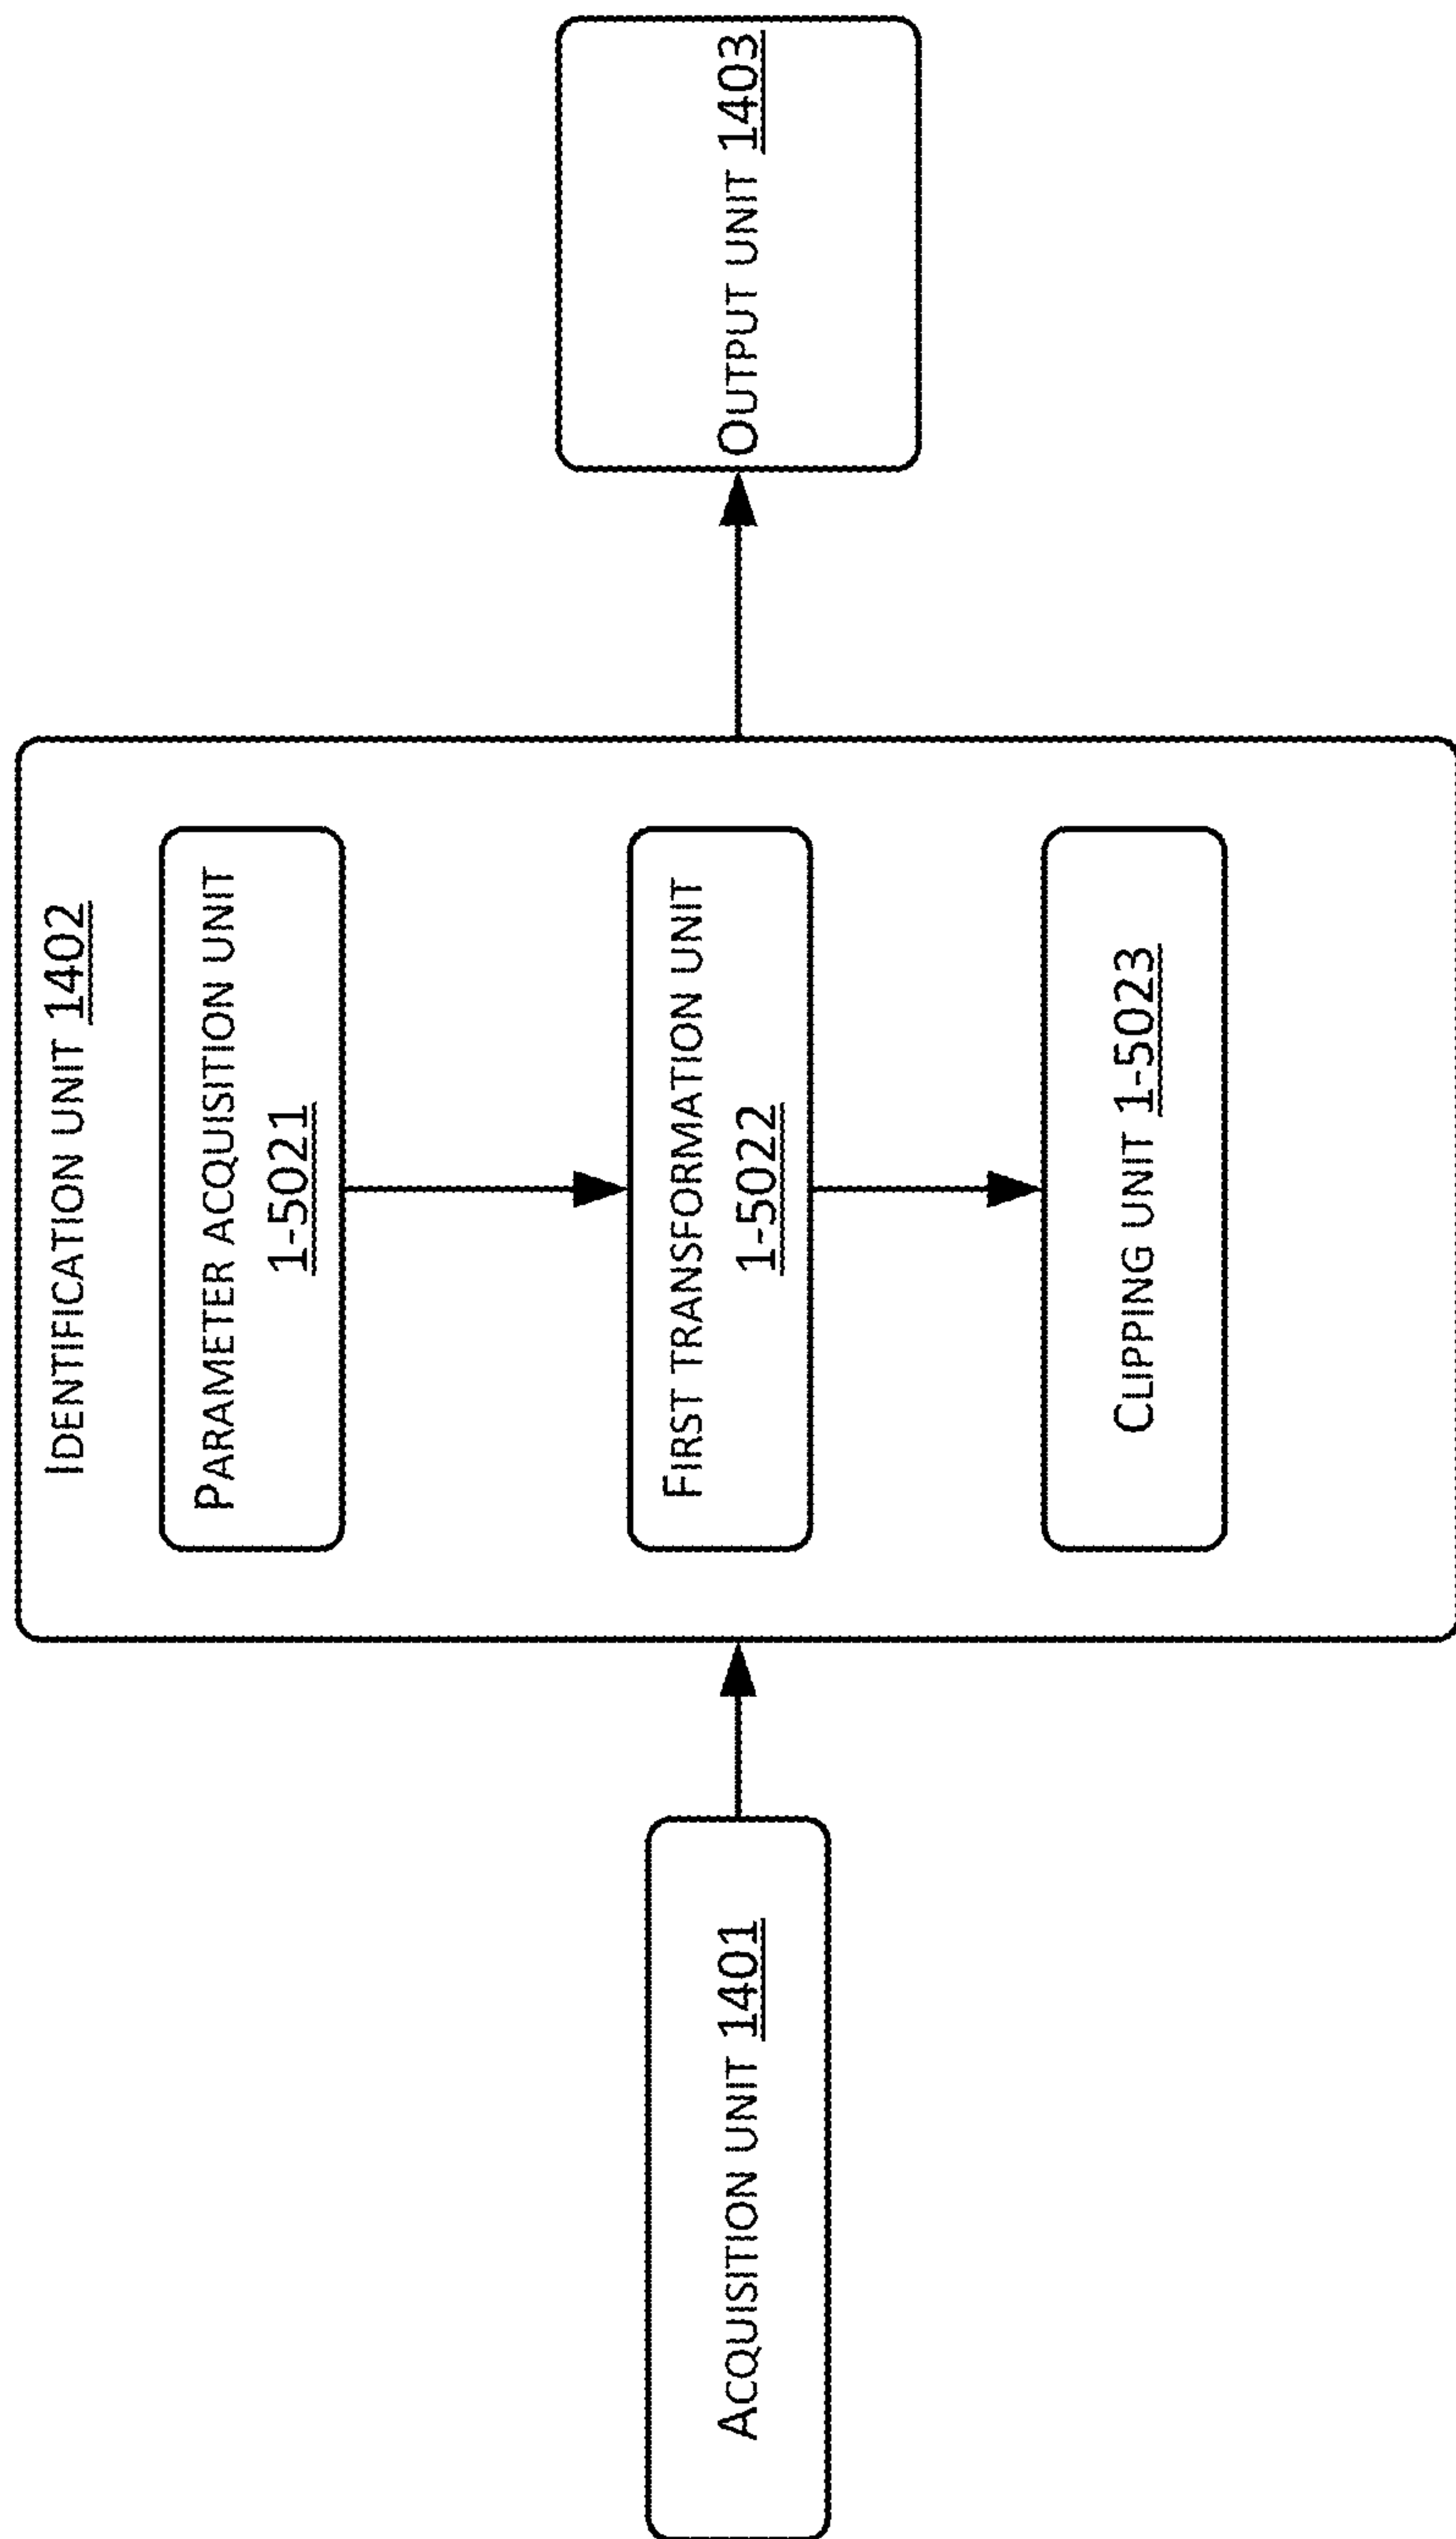 ACQUISITION UNIT 1401
IDENTIFICATION UNIT 1402
PARAMETER ACQUISITION UNIT
1-5021
FIRST TRANSFORMATION UNIT
1-5022
CLIPPING UNIT 1-5023
OUTPUT UNIT 1403